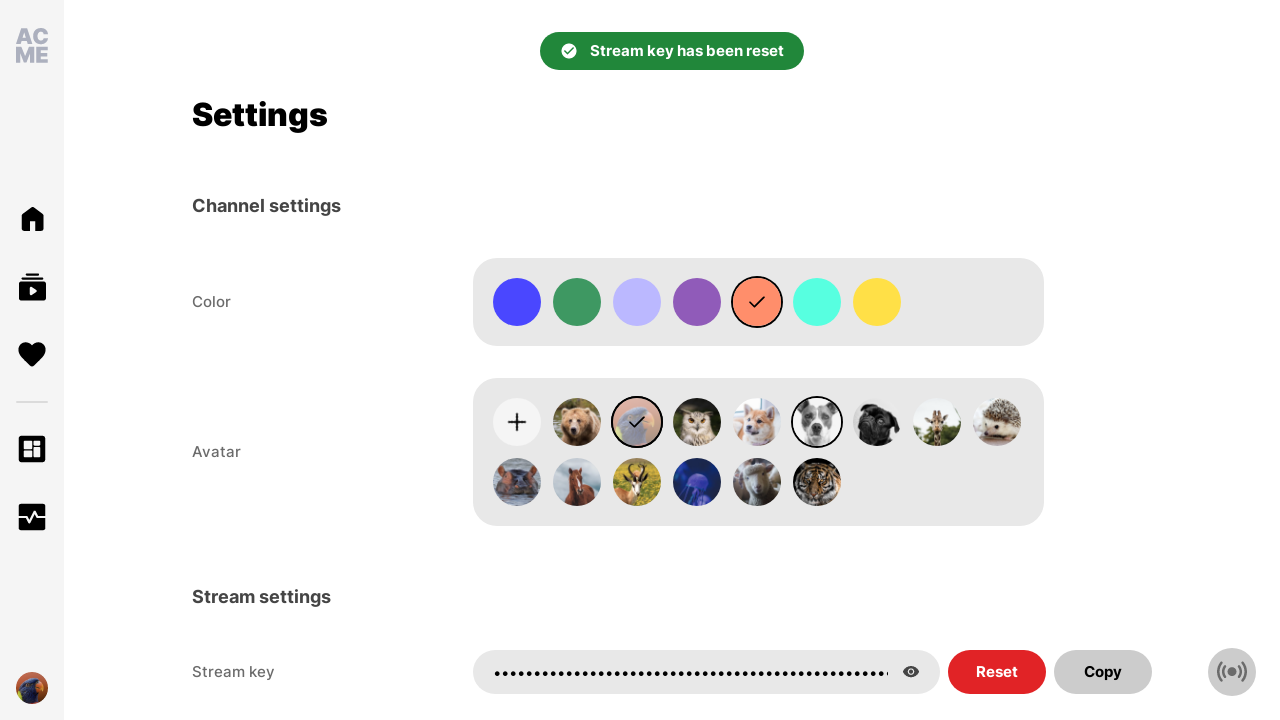 AC
ME
Stream key has been reset
Settings
Channel settings
Color
Avatar
Stream settings
Stream key
Reset
Copy